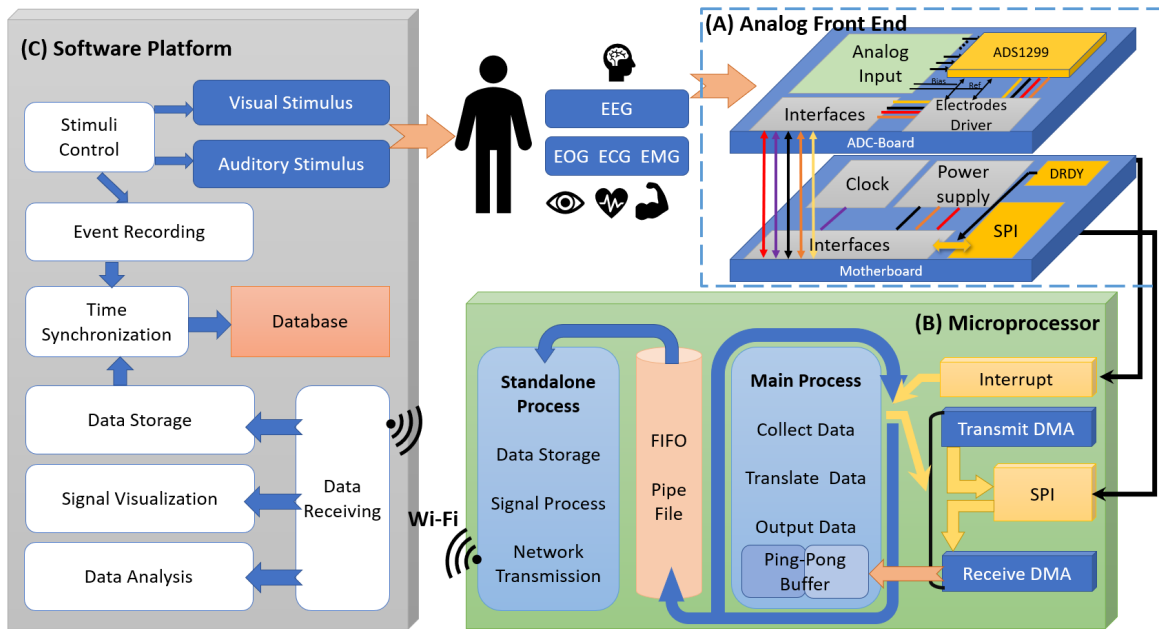 (C) Software Platform
Stimuli
Control
Visual Stimulus
Auditory Stimulus
Event Recording
Time
Synchronization
Database
Data Storage
Signal Visualization
Data Analysis
Data
Receiving
Wi-Fi
EEG
EOG ECG EMG
(A) Analog Front End
Analog
Input
ADS1299
Bias
Ref
Interfaces
Electrodes
Driver
ADC-Board
Clock
Power
supply
DRDY
SPI
Interfaces
Motherboard
(B) Microprocessor
Standalone
Process
Data Storage
Signal Process
Network
Transmission
FIFO
Pipe
File
Main Process
Collect Data
Translate Data
Output Data
Ping-Pong
Buffer
Interrupt
Transmit DMA
SPI
Receive DMA